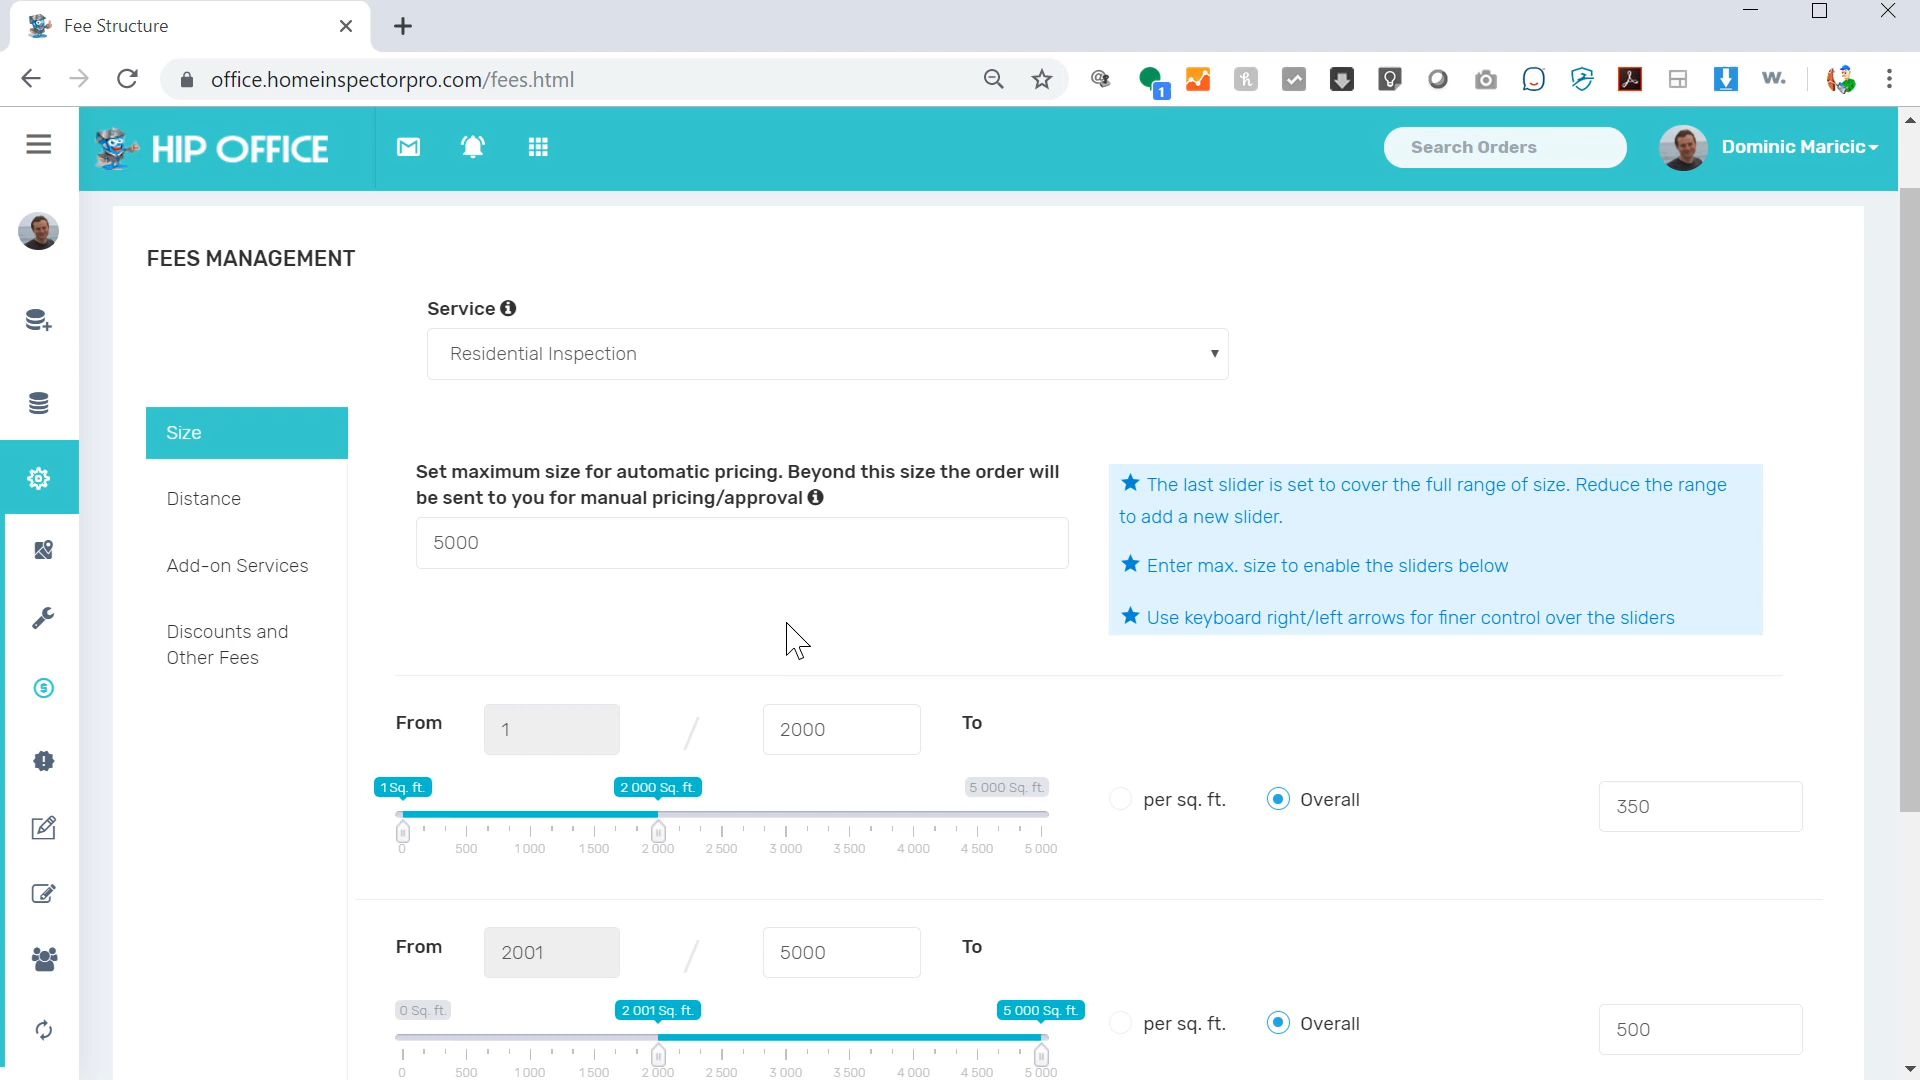 Fee Structure
office.homeinspectorpro.com/fees.html
1
w.
HIP OFFICE
Search Orders
Dominic Maricic
FEES MANAGEMENT
Service
Residential Inspection
Size
Distance
Add-on Services
Discounts and
Other Fees
Set maximum size for automatic pricing. Beyond this size the order will
be sent to you for manual pricing/approval
5000
The last slider is set to cover the full range of size. Reduce the range
to add a new slider.
Enter max. size to enable the sliders below
Use keyboard right/left arrows for finer control over the sliders
From 1 / 2000 To
1 Sq. ft. 2 000 Sq. ft. 5 000 Sq. ft.
0 500 1 000 1 500 2 000 2 500 3 000 3 500 4 000 4 500 5 000
per sq. ft. Overall 350
From 2001 / 5000 To
0 Sq. ft. 2 001 Sq. ft. 5 000 Sq. ft.
0 500 1 000 1 500 2 000 2 500 3 000 3 500 4 000 4 500 5 000
per sq. ft. Overall 500